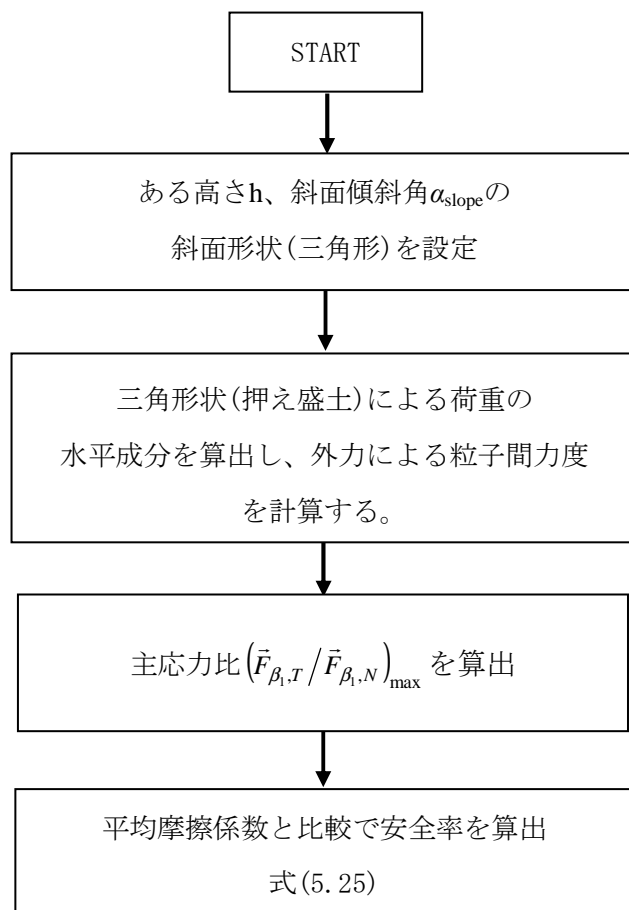 START
ある高さh、斜面傾斜角α_slopeの
斜面形状(三角形)を設定
三角形状(押え盛土)による荷重の
水平成分を算出し、外力による粒子間力度
を計算する。
主応力比(F⃗_{β₁,T}/F⃗_{β₁,N})_max を算出
平均摩擦係数と比較で安全率を算出
式(5.25)